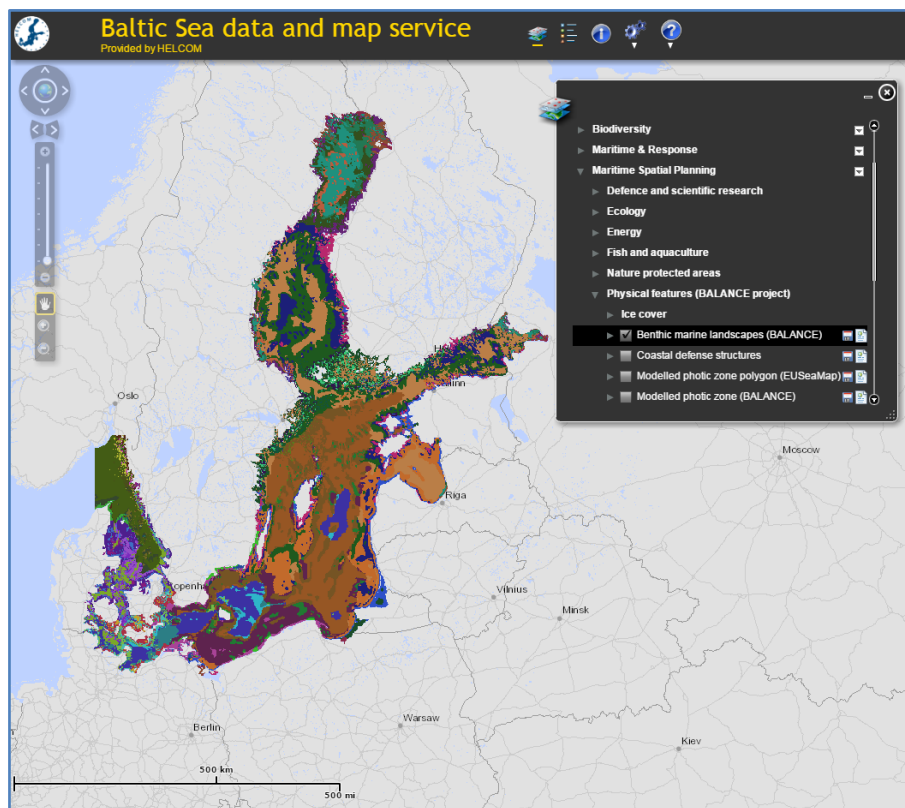 Baltic Sea data and map service
Provided by HELCOM
Biodiversity
Maritime & Response
Maritime Spatial Planning
Defence and scientific research
Ecology
Energy
Fish and aquaculture
Nature protected areas
Physical features (BALANCE project)
Ice cover
Benthic marine landscapes (BALANCE)
Coastal defense structures
Modelled photic zone polygon (EUSeaMap)
Modelled photic zone (BALANCE)
Oslo
Moscow
Riga
Vilnius
Minsk
Berlin
Warsaw
Kiev
500 km
500 mi